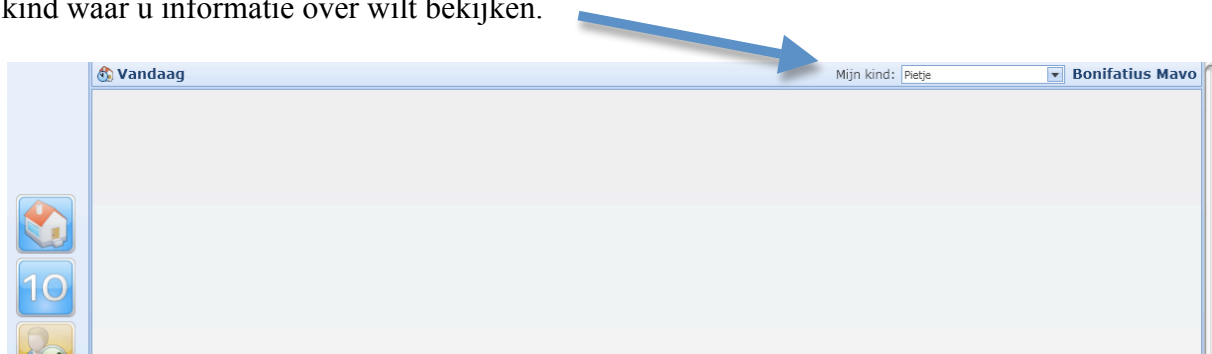 kind waar u informatie over wilt bekijken.
Vandaag Mijn kind: Pietje Bonifatius Mavo
10